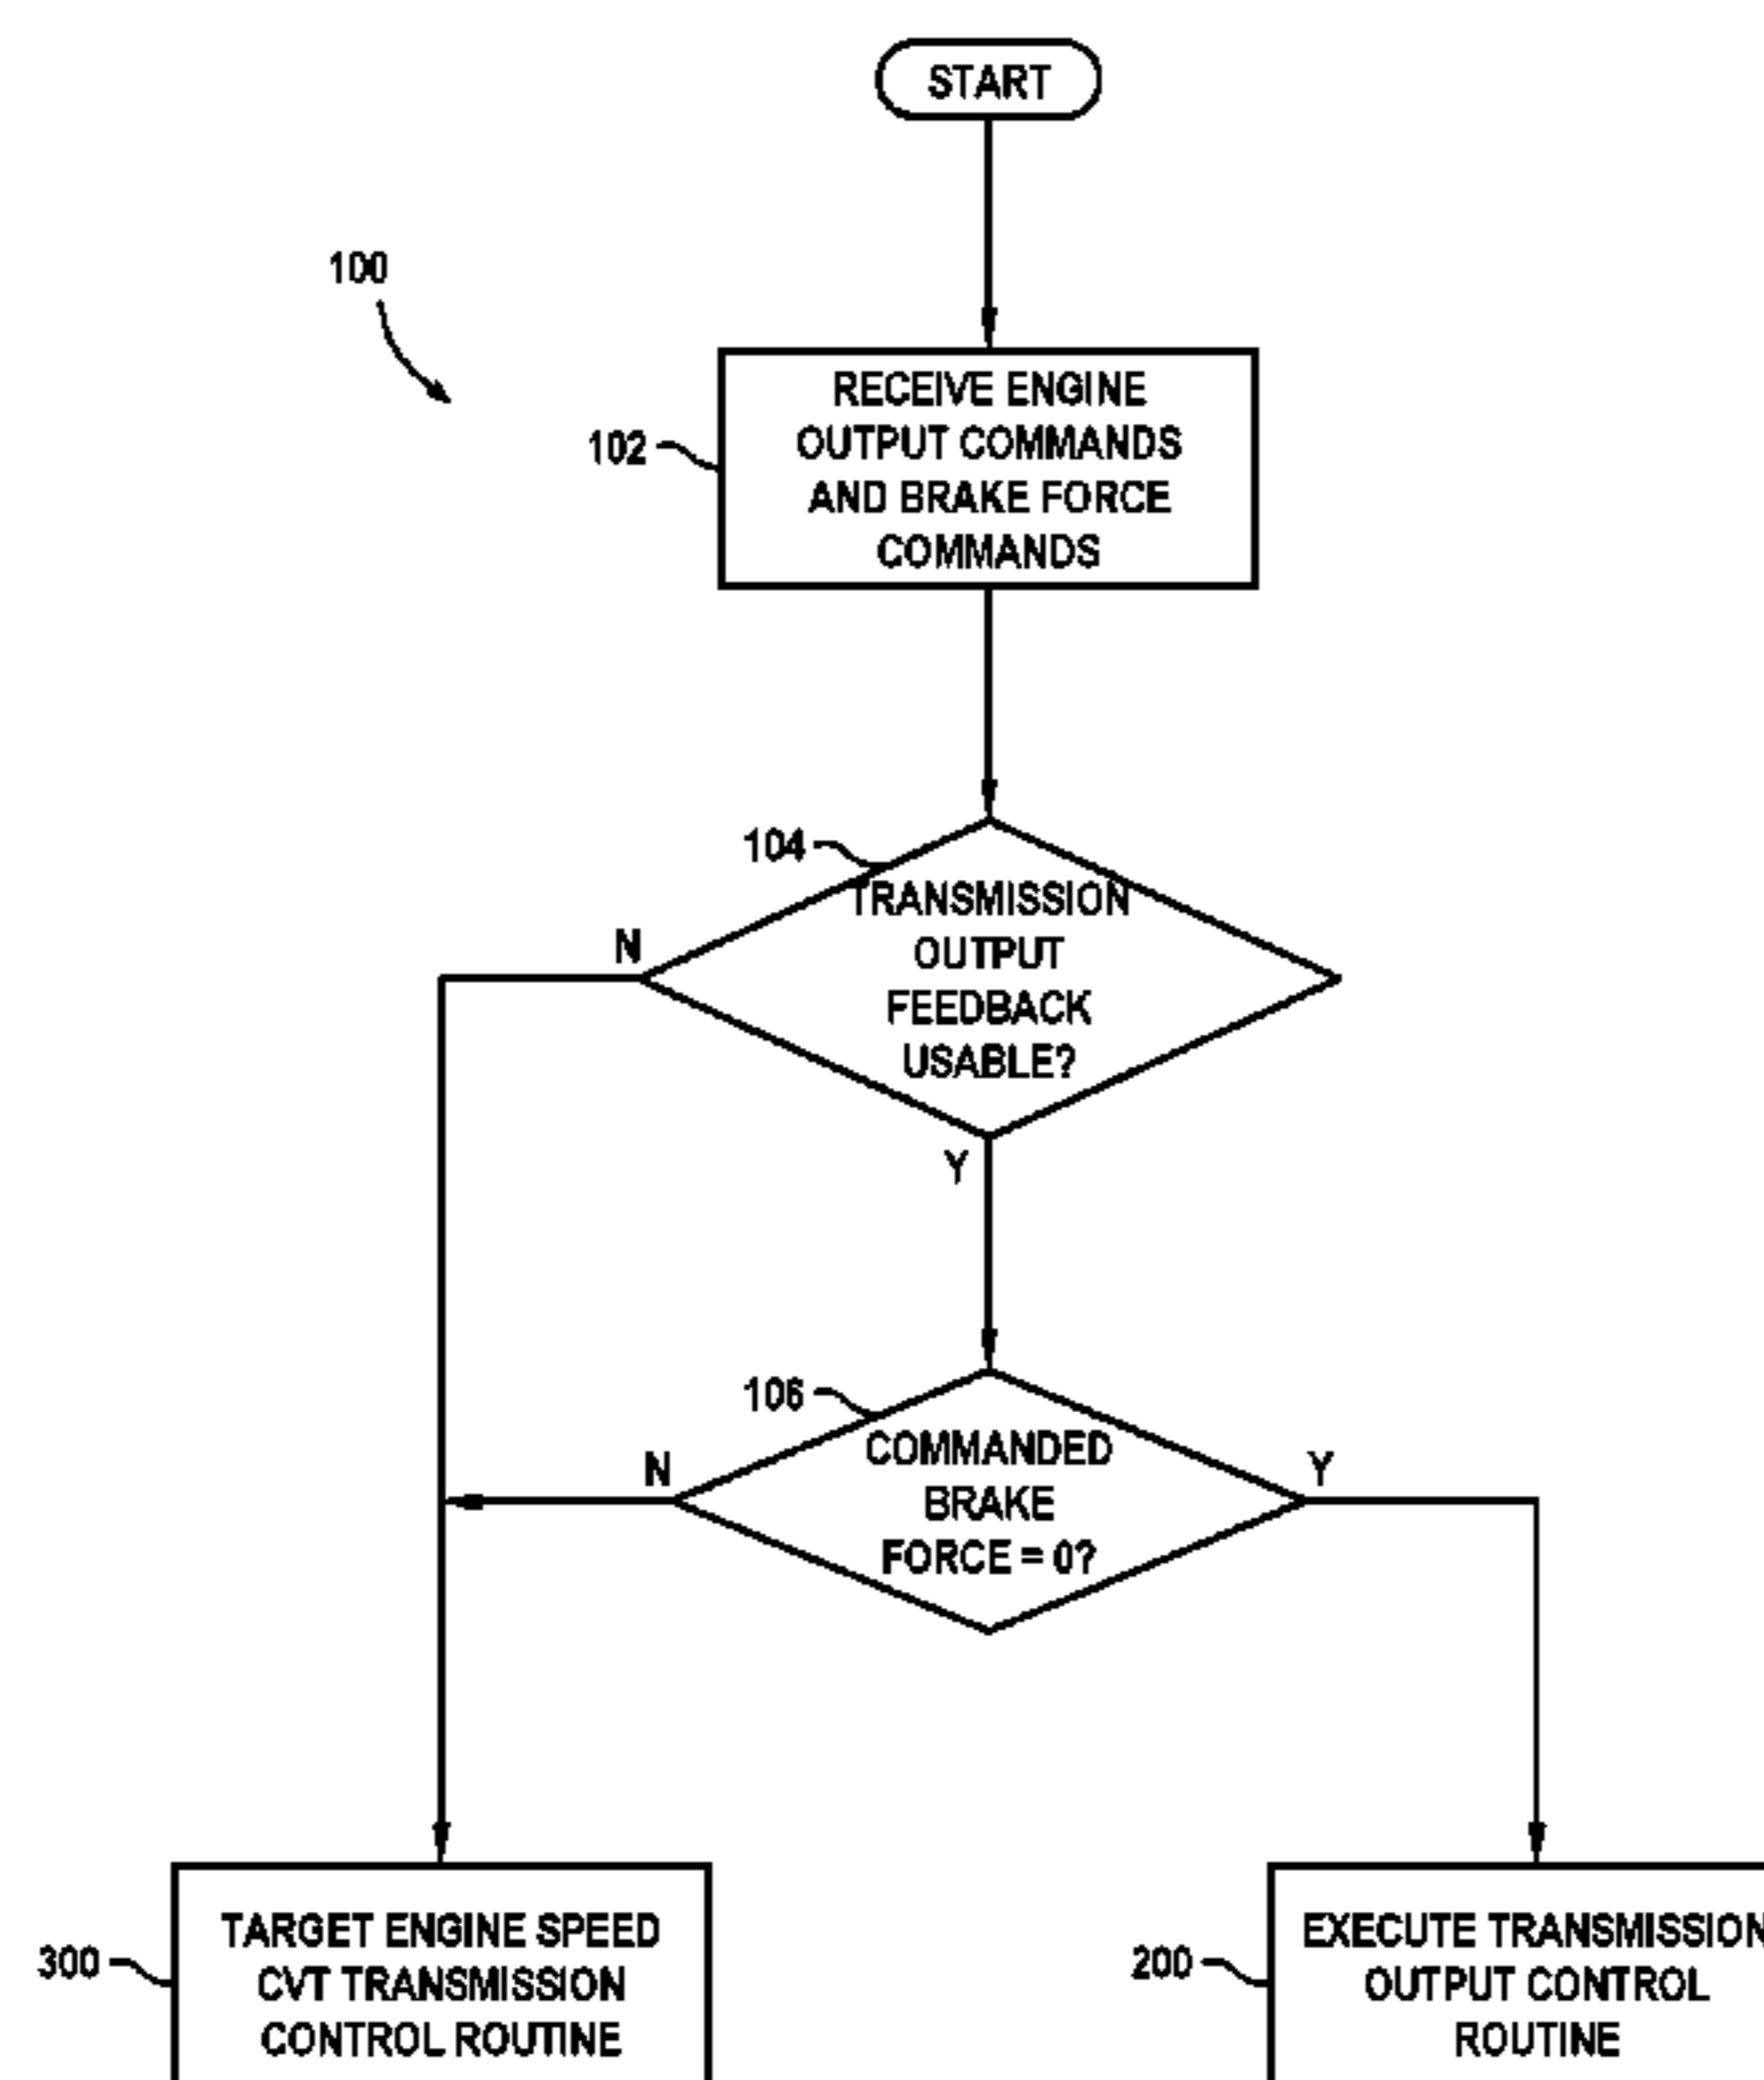 START
100
RECEIVE ENGINE
OUTPUT COMMANDS
AND BRAKE FORCE
COMMANDS
102
104
TRANSMISSION
OUTPUT
FEEDBACK
USABLE?
N
Y
106
COMMANDED
BRAKE
FORCE = 0?
N
Y
TARGET ENGINE SPEED
CVT TRANSMISSION
CONTROL ROUTINE
300
EXECUTE TRANSMISSION
OUTPUT CONTROL
ROUTINE
200